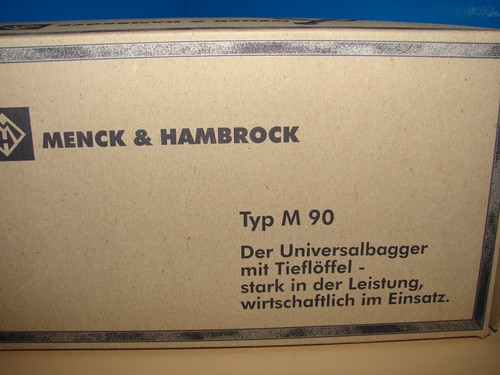 MENCK & HAMBROCK
Typ M 90
Der Universalbagger
mit Tieflöffel -
stark in der Leistung,
wirtschaftlich im Einsatz.